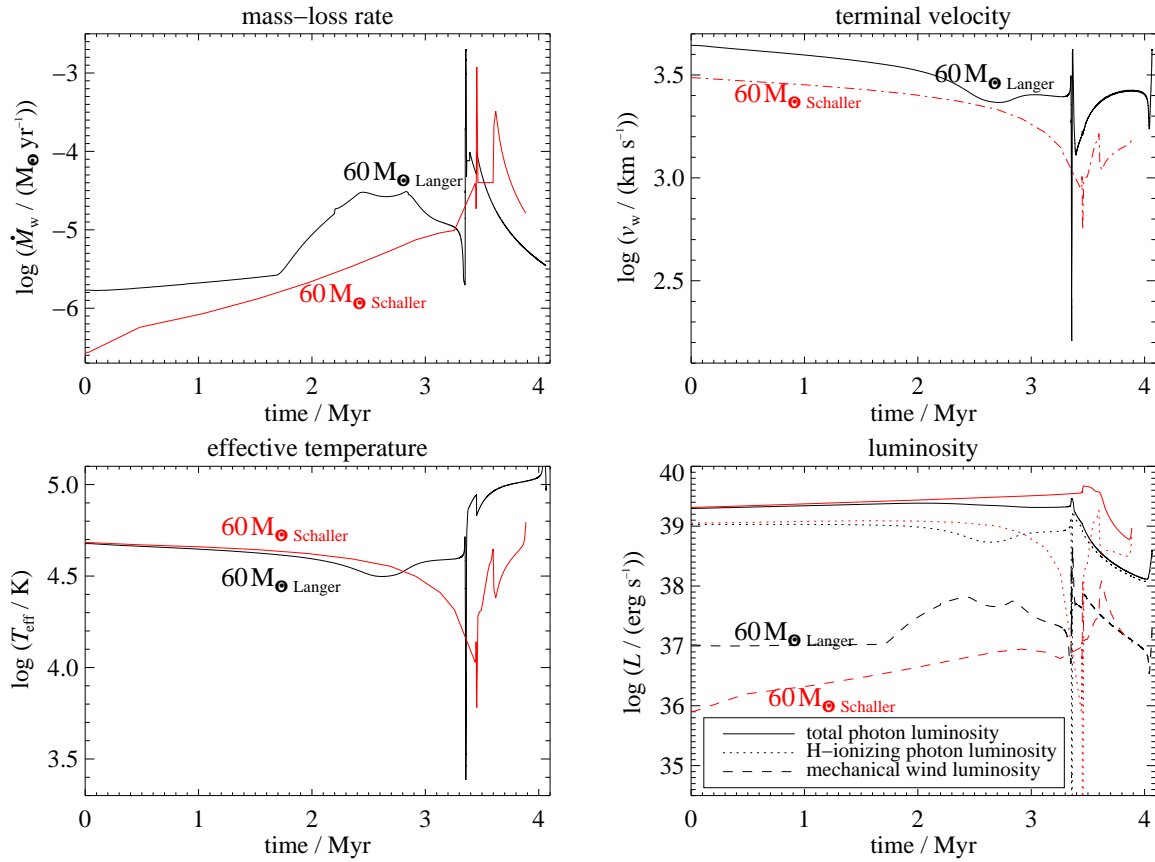 mass−loss rate
log (Ṁw / (M☉ yr⁻¹))
−3
−4
−5
−6
60 M☉ Langer
60 M☉ Schaller
0 1 2 3 4
time / Myr
terminal velocity
log (vw / (km s⁻¹))
3.5
3.0
2.5
60 M☉ Langer
60 M☉ Schaller
0 1 2 3 4
time / Myr
effective temperature
log (Teff / K)
5.0
4.5
4.0
3.5
60 M☉ Schaller
60 M☉ Langer
0 1 2 3 4
time / Myr
luminosity
log (L / (erg s⁻¹))
40
39
38
37
36
35
60 M☉ Langer
60 M☉ Schaller
total photon luminosity
H−ionizing photon luminosity
mechanical wind luminosity
0 1 2 3 4
time / Myr